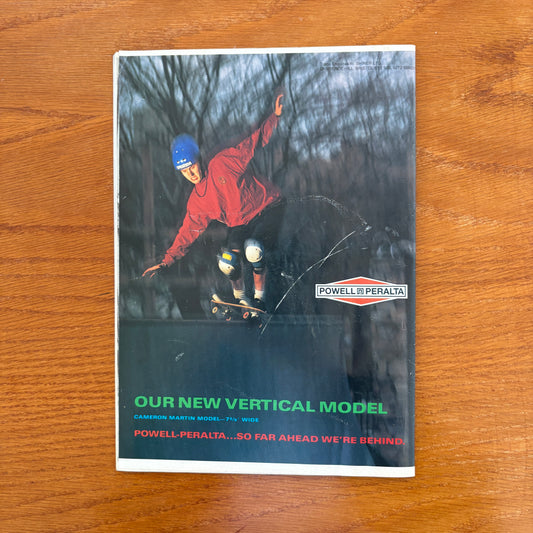 POWELL PERALTA
OUR NEW VERTICAL MODEL
CAMERON MARTIN MODEL– 7¾" WIDE
POWELL-PERALTA...SO FAR AHEAD WE'RE BEHIND.